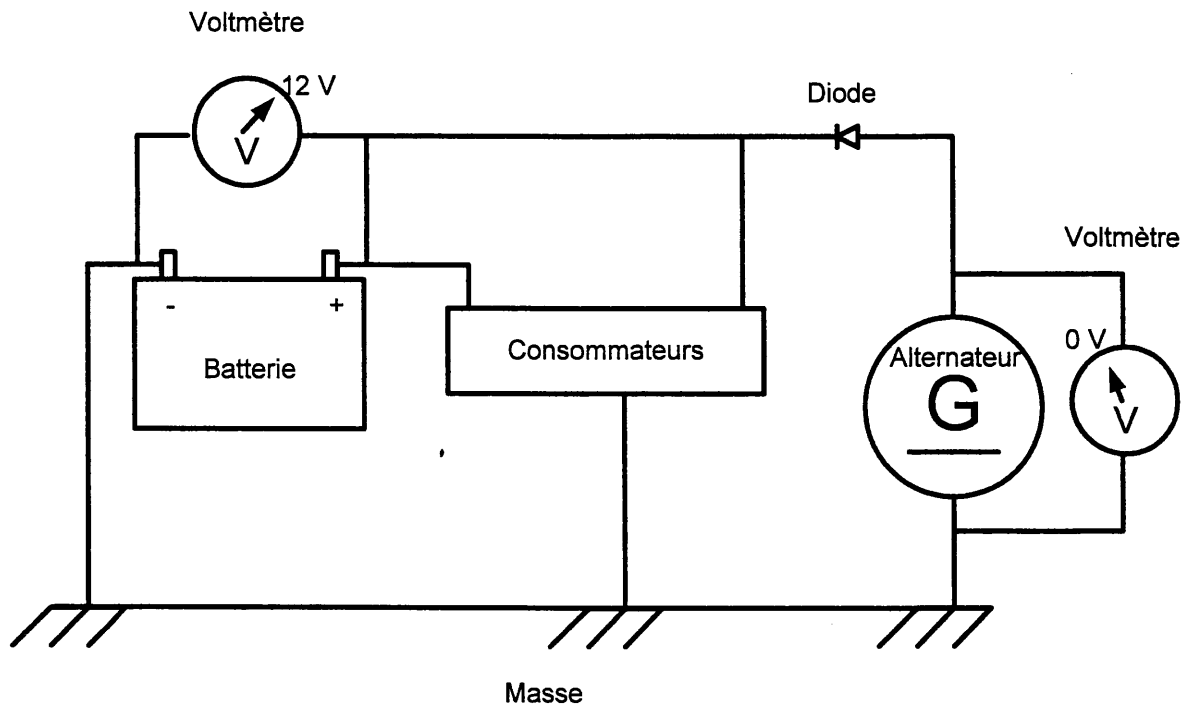 Voltmètre
12 V
V
Diode
Voltmètre
- +
Batterie
Consommateurs
Alternateur
G
0 V
V
Masse